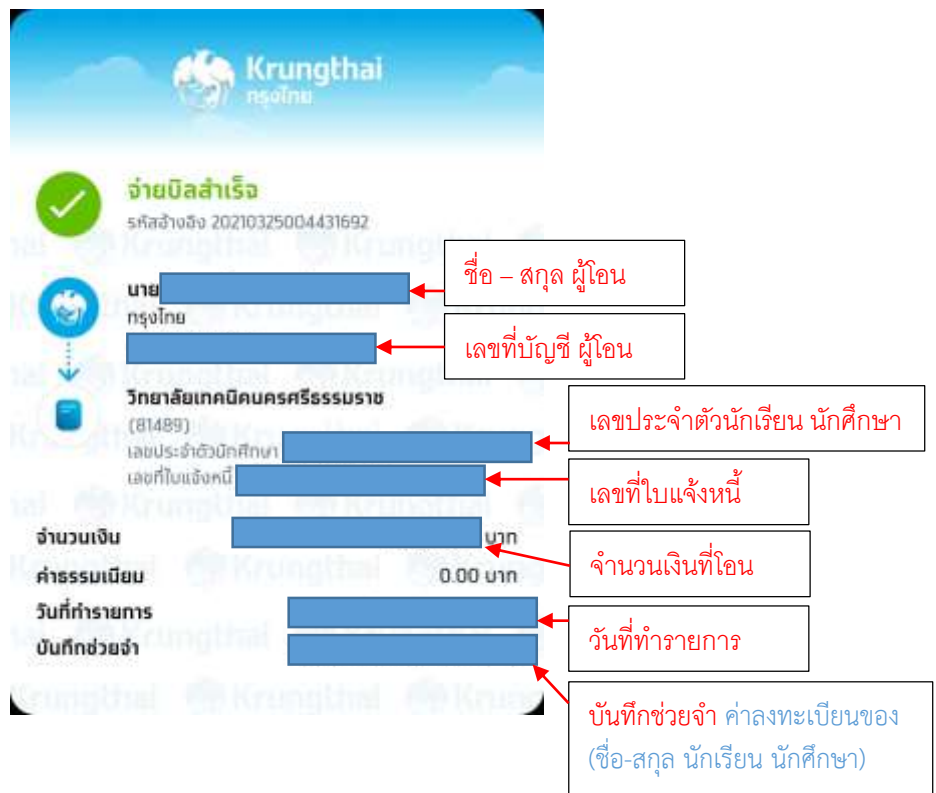 Krungthai
กรุงไทย
จ่ายบิลสำเร็จ
รหัสอ้างอิง 20210325004431692
นาย
ชื่อ – สกุล ผู้โอน
กรุงไทย
เลขที่บัญชี ผู้โอน
วิทยาลัยเทคนิคนครศรีธรรมราช
(81489)
เลขประจำตัวนักศึกษา
เลขประจำตัวนักเรียน นักศึกษา
เลขที่ใบแจ้งหนี้
เลขที่ใบแจ้งหนี้
จำนวนเงิน บาท
จำนวนเงินที่โอน
ค่าธรรมเนียม 0.00 บาท
วันที่ทำรายการ
วันที่ทำรายการ
บันทึกช่วยจำ
บันทึกช่วยจำ ค่าลงทะเบียนของ
(ชื่อ-สกุล นักเรียน นักศึกษา)